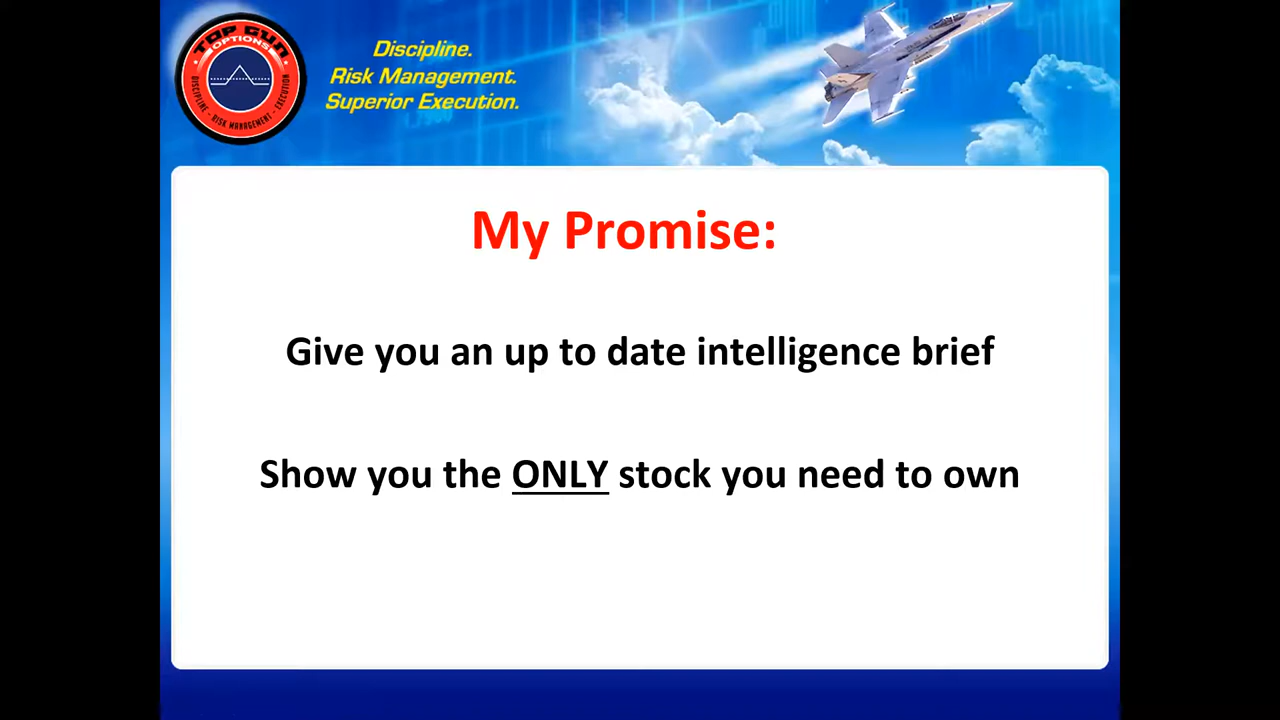 TOP GUN
OPTIONS
DISCIPLINE - RISK MANAGEMENT - EXECUTION
Discipline.
Risk Management.
Superior Execution.
My Promise:
Give you an up to date intelligence brief
Show you the ONLY stock you need to own